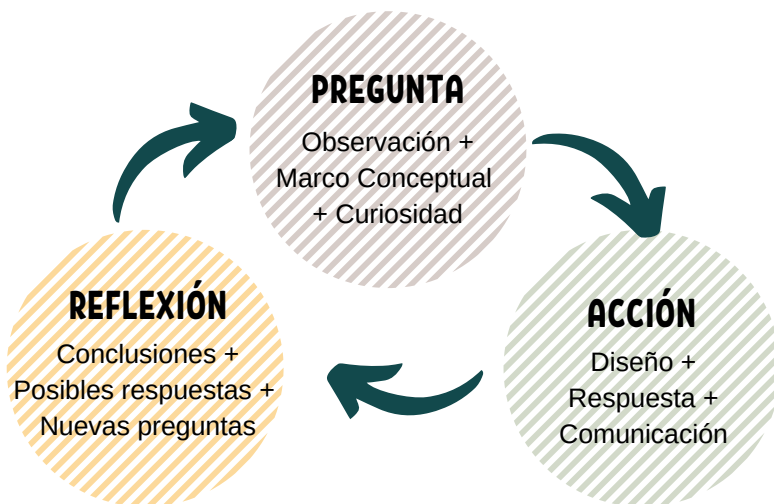 PREGUNTA
Observación +
Marco Conceptual
+ Curiosidad
ACCIÓN
Diseño +
Respuesta +
Comunicación
REFLEXIÓN
Conclusiones +
Posibles respuestas +
Nuevas preguntas